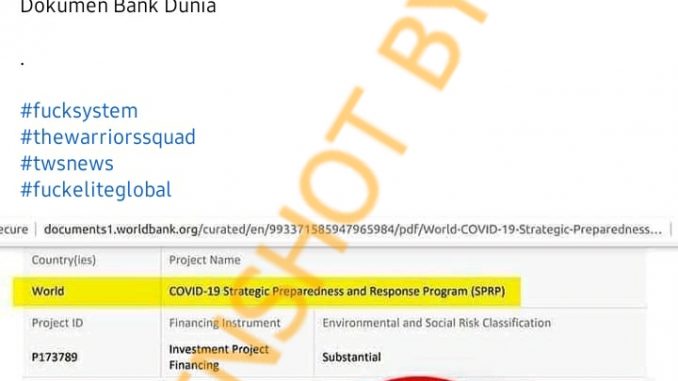 Dokumen Bank Dunia
.
#fucksystem
#thewarriorssquad
#twsnews
#fuckeliteglobal
ecure | documents1.worldbank.org/curated/en/993371585947965984/pdf/World-COVID-19-Strategic-Preparedness...
Country(ies) Project Name
World COVID-19 Strategic Preparedness and Response Program (SPRP)
Project ID Financing Instrument Environmental and Social Risk Classification
P173789 Investment Project Financing Substantial
ENSHOT BY